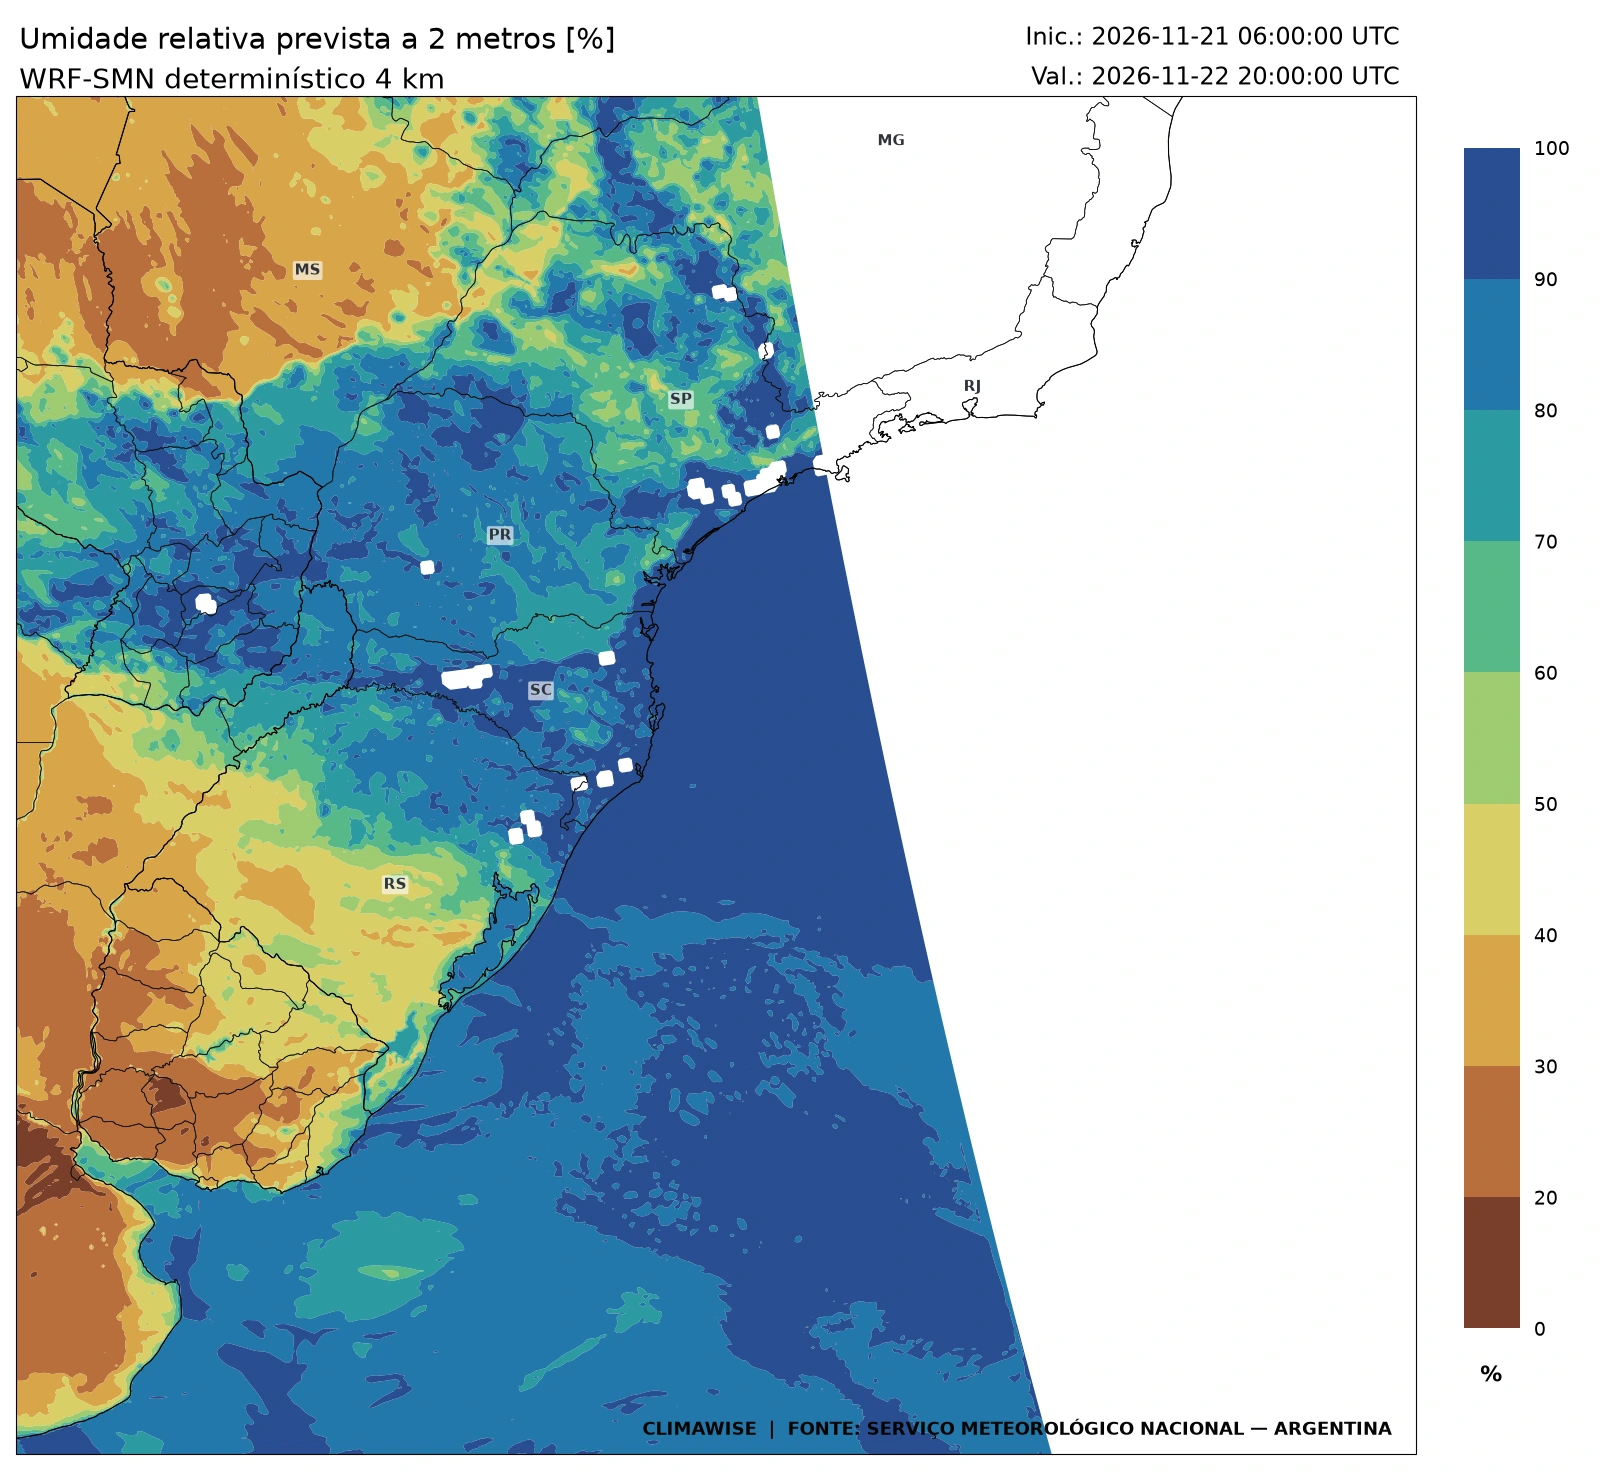 Umidade relativa prevista a 2 metros [%]
WRF-SMN determinístico 4 km
Inic.: 2026-11-21 06:00:00 UTC
Val.: 2026-11-22 20:00:00 UTC
MG
MS
RJ
SP
PR
SC
RS
100
90
80
70
60
50
40
30
20
0
%
CLIMAWISE | FONTE: SERVIÇO METEOROLÓGICO NACIONAL — ARGENTINA